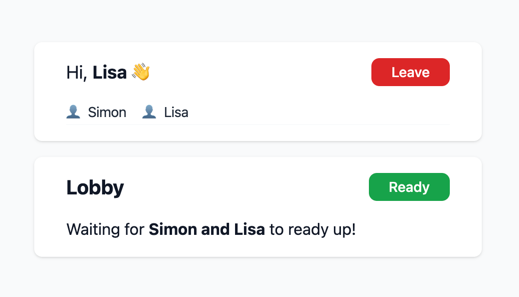 Hi, Lisa 👋
Leave
👤 Simon 👤 Lisa
Lobby
Ready
Waiting for Simon and Lisa to ready up!